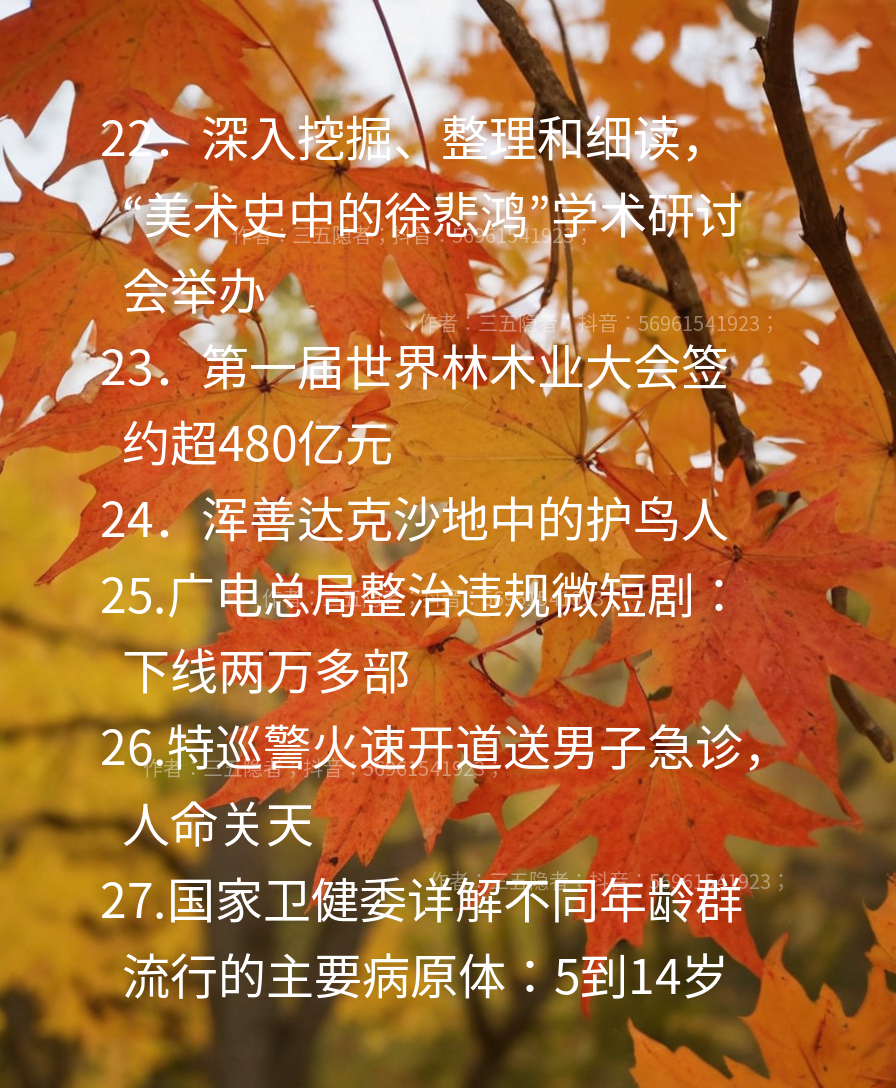 22．深入挖掘、整理和细读，
“美术史中的徐悲鸿”学术研讨
作者：三五隐者；抖音：56961541923；
会举办
作者：三五隐者；抖音：56961541923；
23．第一届世界林木业大会签
约超480亿元
24．浑善达克沙地中的护鸟人
25.广电总局整治违规微短剧：
下线两万多部
26.特巡警火速开道送男子急诊，
作者：三五隐者；抖音：56961541923；
人命关天
作者：三五隐者；抖音：56961541923；
27.国家卫健委详解不同年龄群
流行的主要病原体：5到14岁